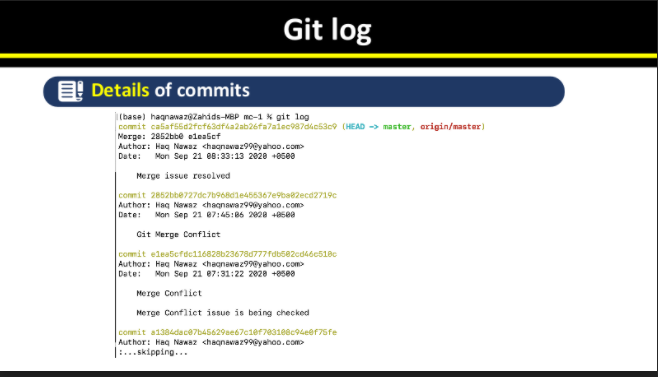 Git log
Details of commits
(base) haqnawaz@Zahids-MBP mc-1 % git log
commit ca5af55d2fcf63df4a2ab26fa7a1ec987d4c53c9 (HEAD -> master, origin/master)
Merge: 2852bb0 e1ea5cf
Author: Haq Nawaz <haqnawaz99@yahoo.com>
Date:   Mon Sep 21 08:33:13 2020 +0500
Merge issue resolved
commit 2852bb0727dc7b968d1e455367e9ba02ecd2719c
Author: Haq Nawaz <haqnawaz99@yahoo.com>
Date:   Mon Sep 21 07:45:06 2020 +0500
Git Merge Conflict
commit e1ea5cfdc116828b23678d777fdb502cd46c510c
Author: Haq Nawaz <haqnawaz99@yahoo.com>
Date:   Mon Sep 21 07:31:22 2020 +0500
Merge Conflict
Merge Conflict issue is being checked
commit a1384dac07b45629ae67c10f703108c94e0f75fe
Author: Haq Nawaz <haqnawaz99@yahoo.com>
:...skipping...